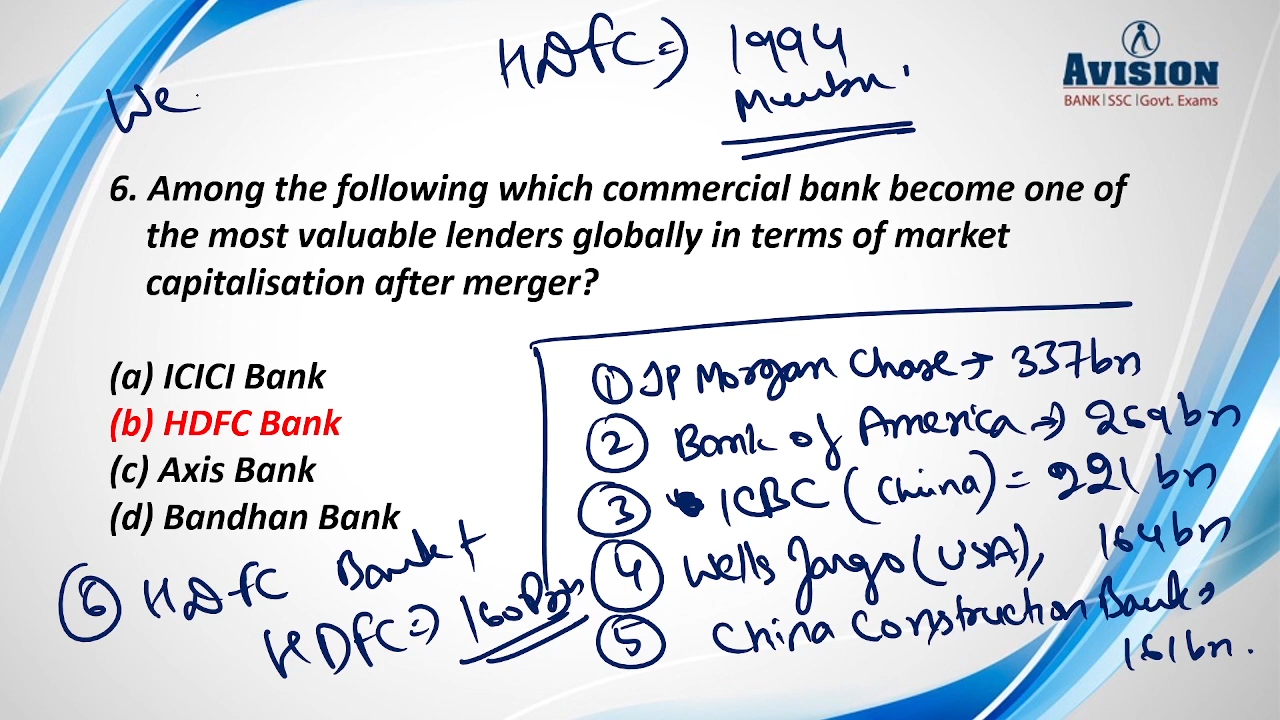 HDFC => 1994
We
AVISION
BANK|SSC|Govt. Exams
6. Among the following which commercial bank become one of
the most valuable lenders globally in terms of market
capitalisation after merger?
(a) ICICI Bank
(b) HDFC Bank
(c) Axis Bank
(d) Bandhan Bank
① JP Morgan Chase → 337bn
② Bank of America → 269bn
③ ICBC (China) = 221 bn
④ Wells Fargo (USA), 164bn
⑤ China Construction Bank
161bn.
⑥ HDFC Bank +
HDFC => 160